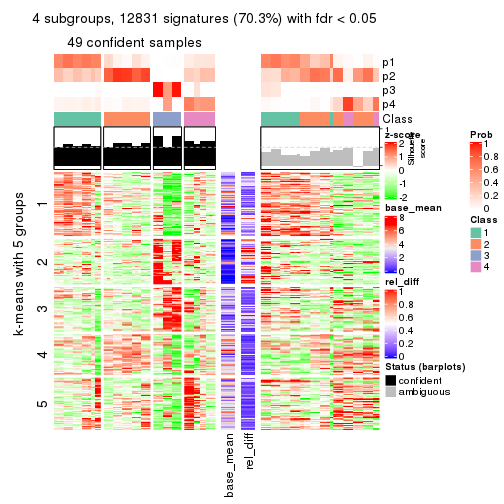 4 subgroups, 12831 signatures (70.3%) with fdr < 0.05
49 confident samples
p1
p2
p3
p4
Class
1
Silhouette
score
k-means with 5 groups
1
2
3
4
5
base_mean
rel_diff
z-score
2
1
0
-1
-2
base_mean
8
6
4
2
0
rel_diff
1
0.8
0.6
0.4
0.2
0
Status (barplots)
confident
ambiguous
Prob
1
0.8
0.6
0.4
0.2
0
Class
1
2
3
4